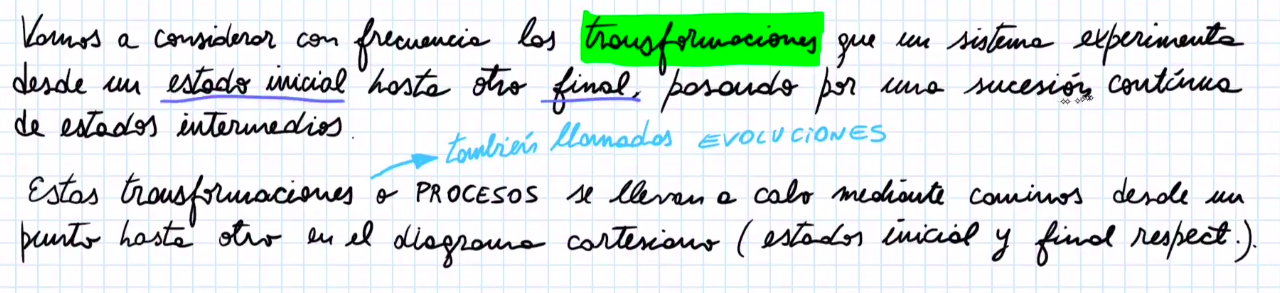 Vamos a considerar con frecuencia las transformaciones que un sistema experimenta
desde un estado inicial hasta otro final, pasando por una sucesión contínua
de estados intermedios.
también llamados EVOLUCIONES
Estas transformaciones o PROCESOS se llevan a cabo mediante caminos desde un
punto hasta otro en el diagrama cartesiano (estados inicial y final respect.).